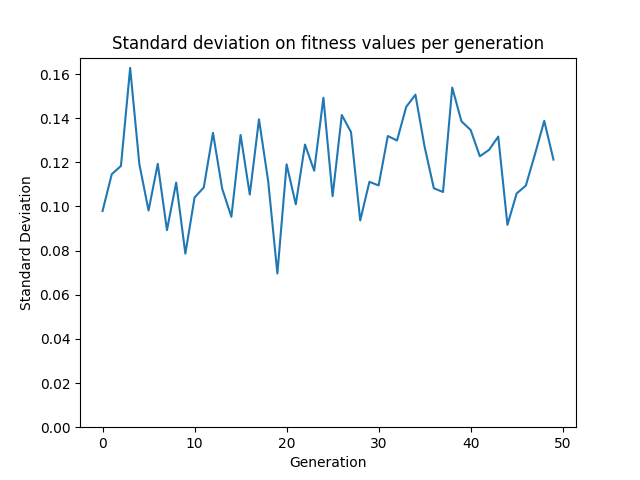 Standard deviation on fitness values per generation
0.16
0.14
0.12
0.10
0.08
0.06
0.04
0.02
0.00
Standard Deviation
0 10 20 30 40 50
Generation